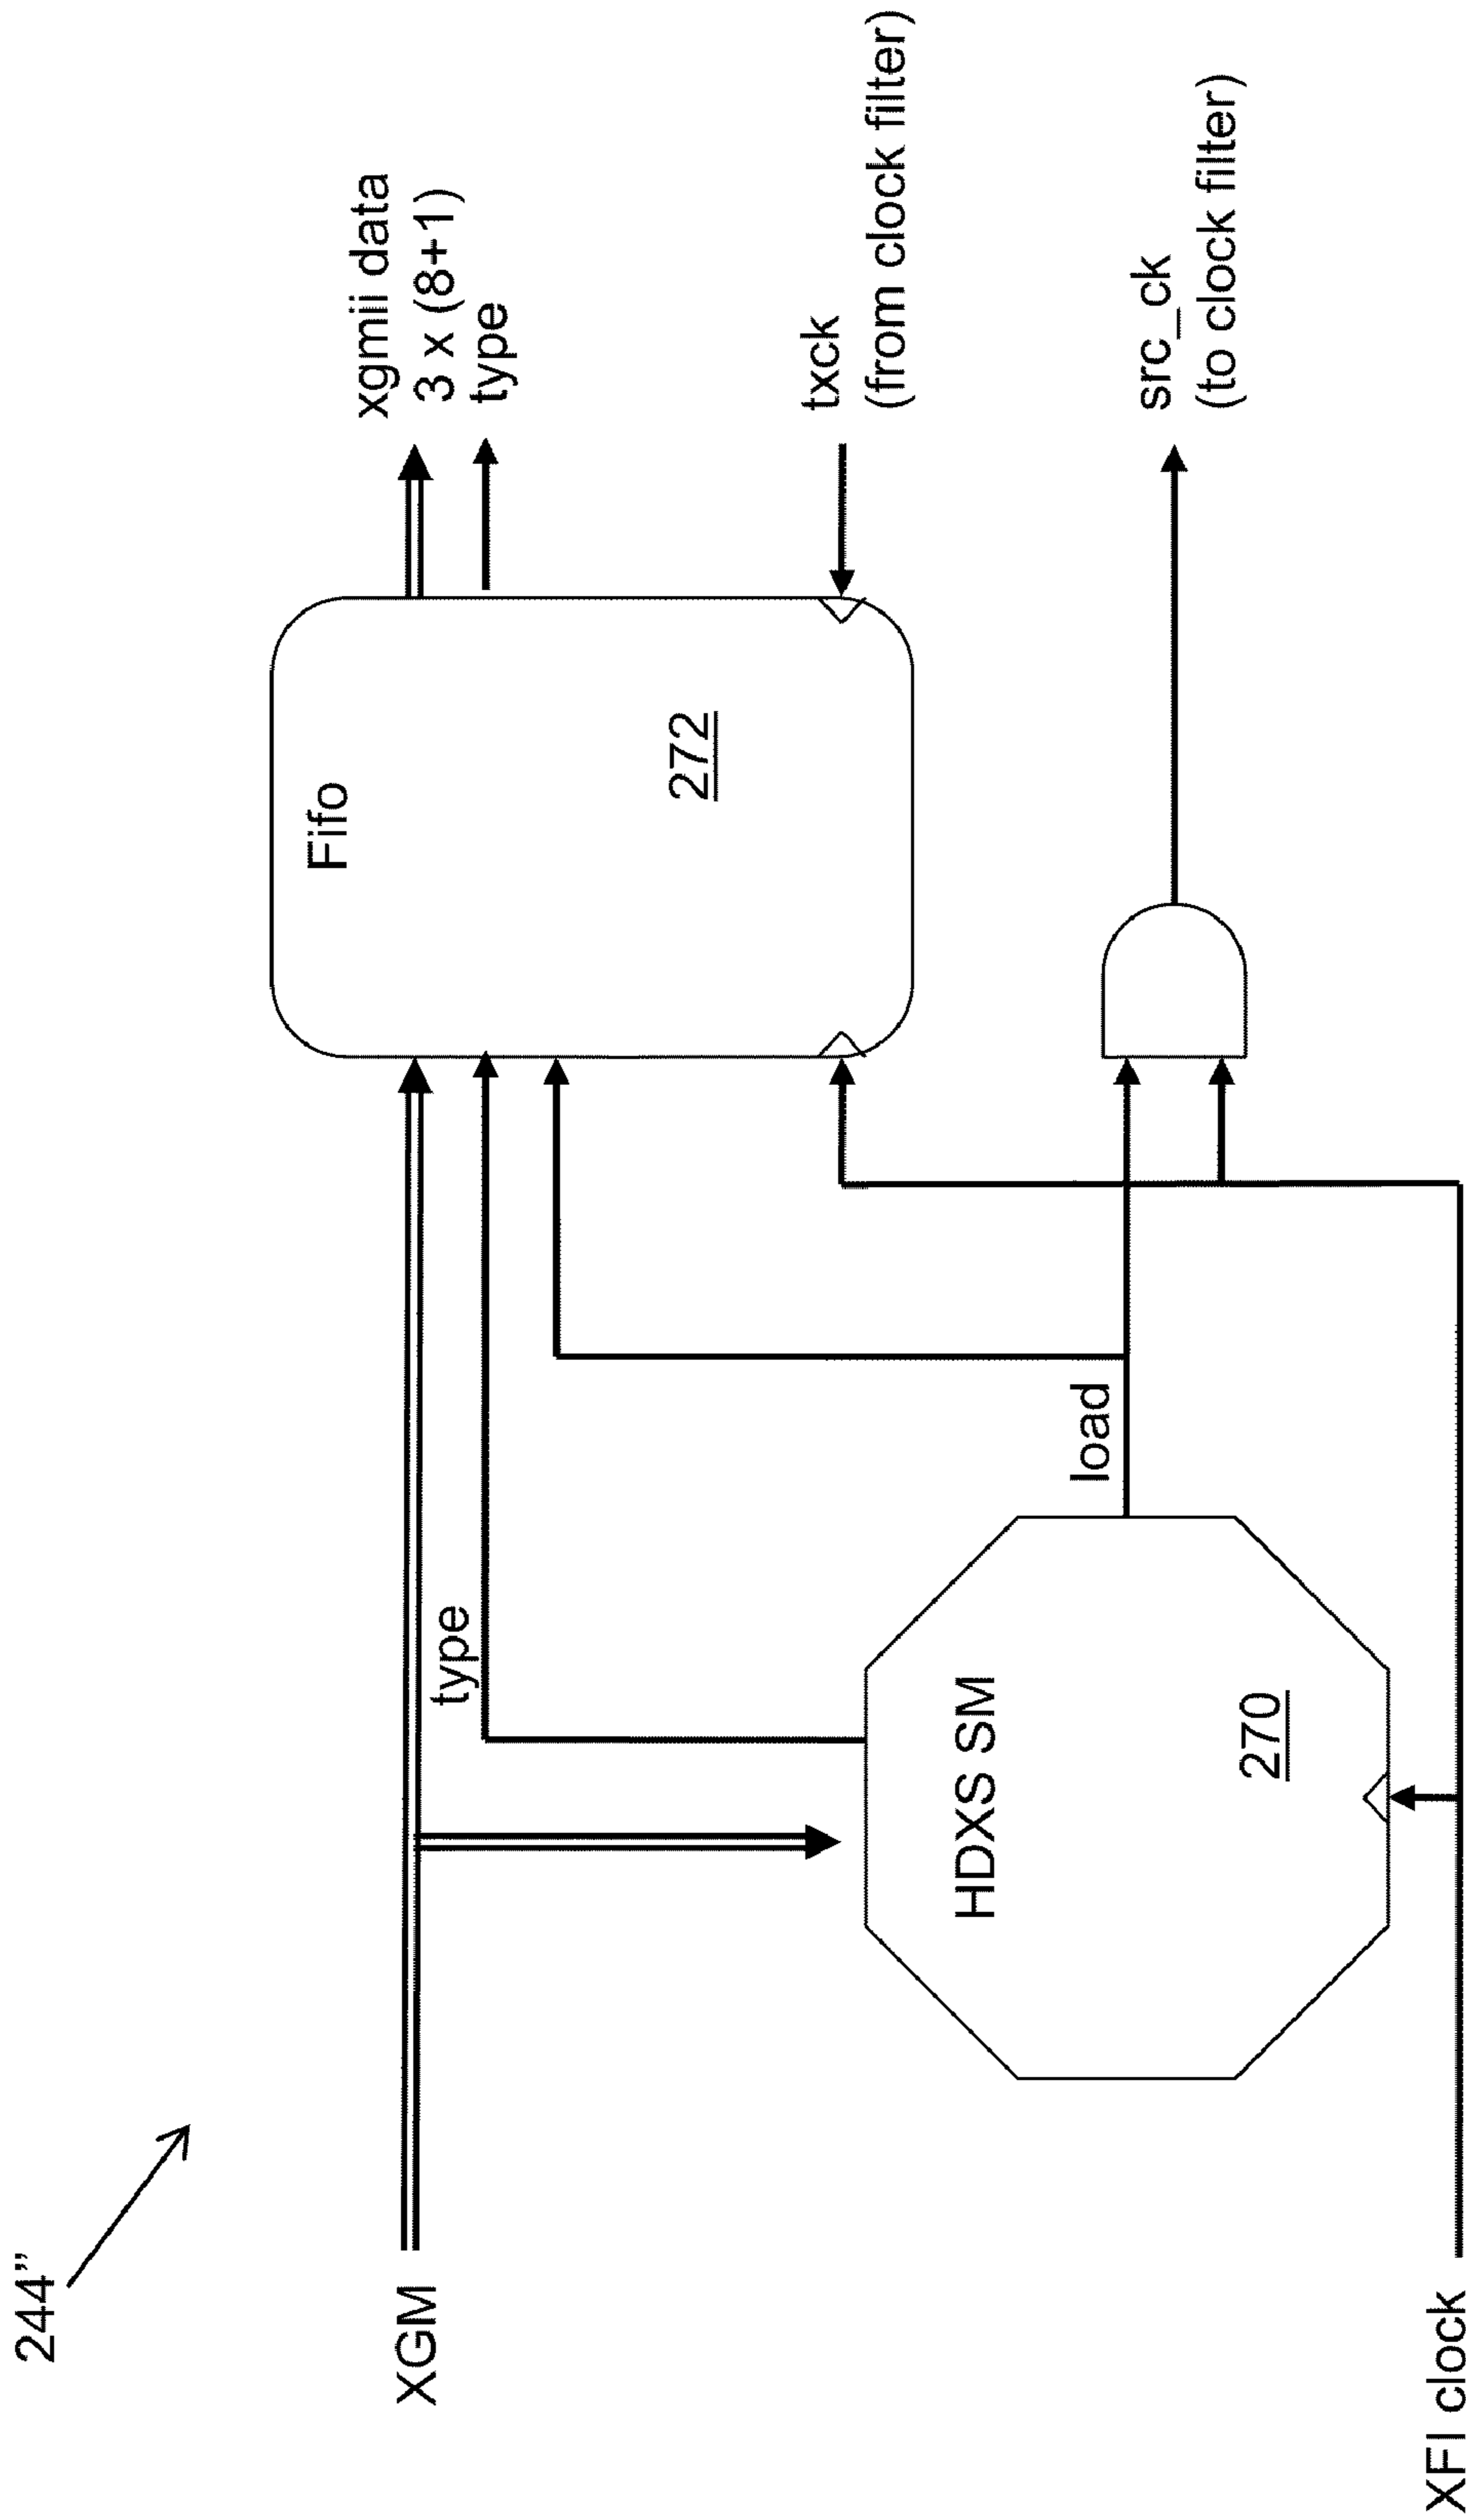 244”
XGM
XFI clock
type
HDXS SM
270
load
Fifo
272
xgmii data
3 x (8+1)
type
txck
(from clock filter)
src_ck
(to clock filter)